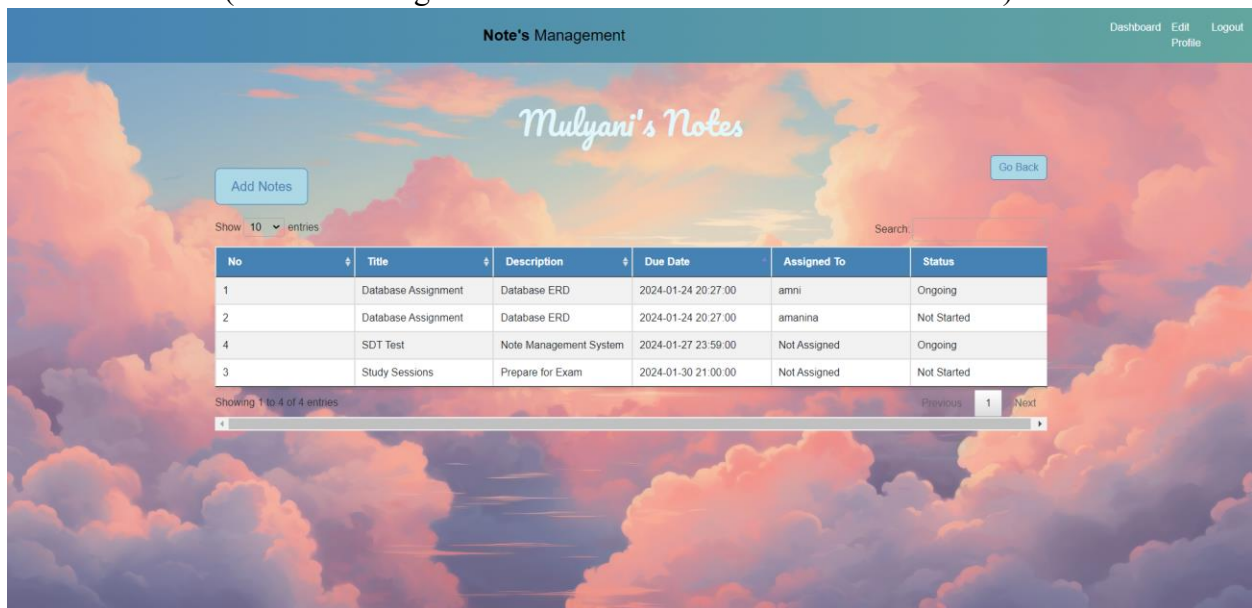 Note's Management
Dashboard Edit Profile Logout
Mulyani's Notes
Go Back
Add Notes
Show 10 entries
Search:
No Title Description Due Date Assigned To Status
1 Database Assignment Database ERD 2024-01-24 20:27:00 amni Ongoing
2 Database Assignment Database ERD 2024-01-24 20:27:00 amanina Not Started
4 SDT Test Note Management System 2024-01-27 23:59:00 Not Assigned Ongoing
3 Study Sessions Prepare for Exam 2024-01-30 21:00:00 Not Assigned Not Started
Showing 1 to 4 of 4 entries
Previous 1 Next